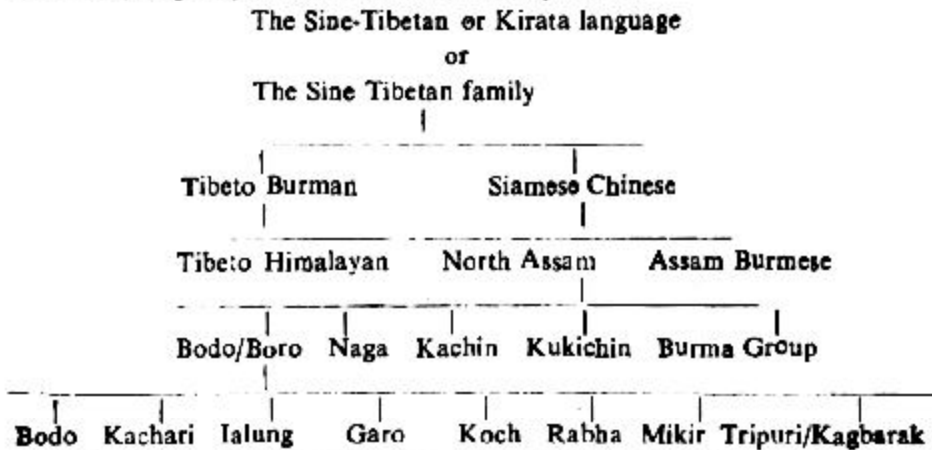 The Sine-Tibetan or Kirata language
or
The Sine Tibetan family
Tibeto Burman Siamese Chinese
Tibeto Himalayan North Assam Assam Burmese
Bodo/Boro Naga Kachin Kukichin Burma Group
Bodo Kachari Ialung Garo Koch Rabha Mikir Tripuri/Kagbarak